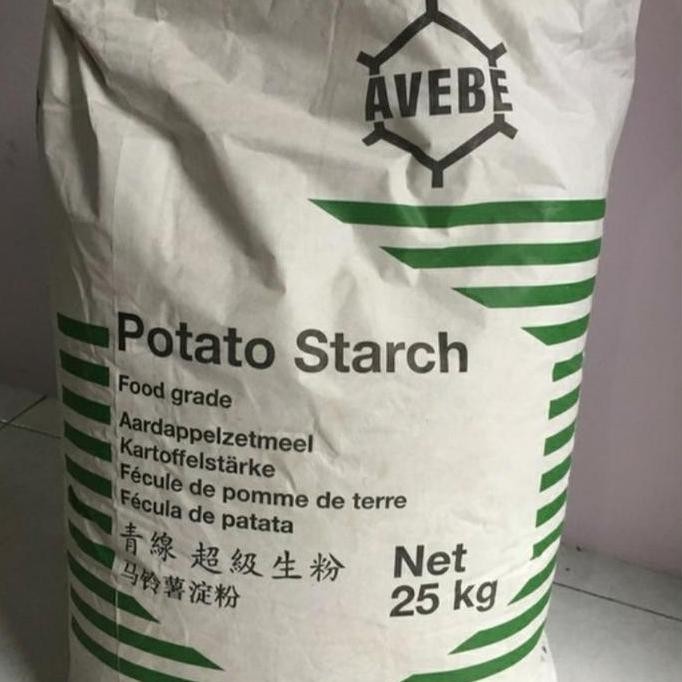 AVEBE
Potato Starch
Food grade
Aardappelzetmeel
Kartoffelstärke
Fécule de pomme de terre
Fécula de patata
青線 超級生粉
马铃薯淀粉
Net
25 kg